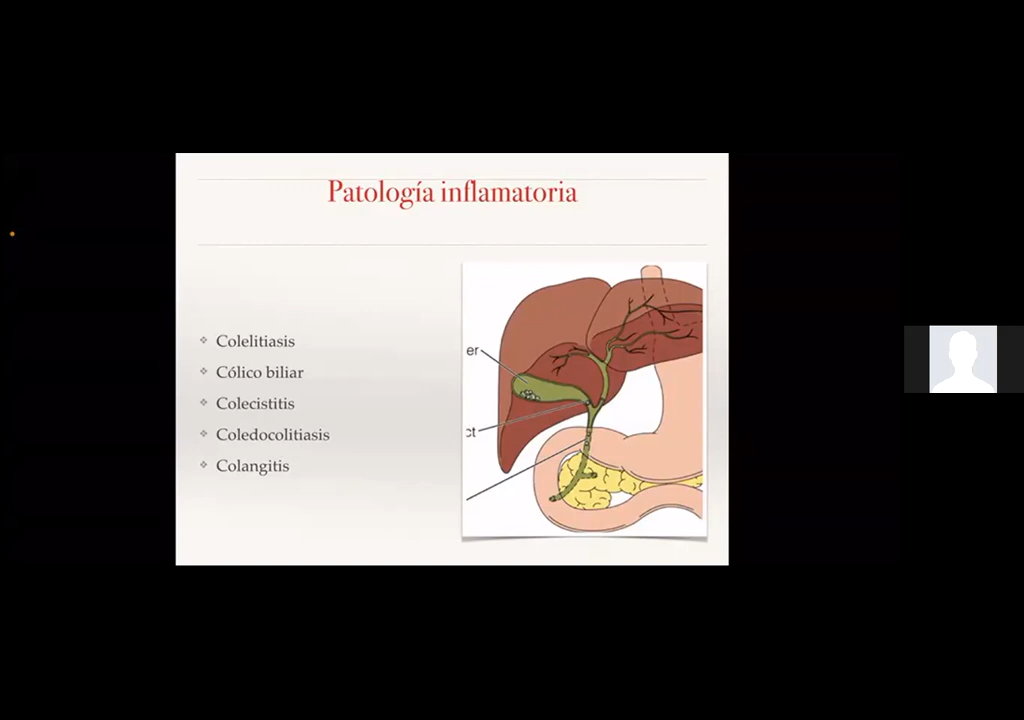 Patología inflamatoria
Colelitiasis
Cólico biliar
Colecistitis
Coledocolitiasis
Colangitis
er
ct